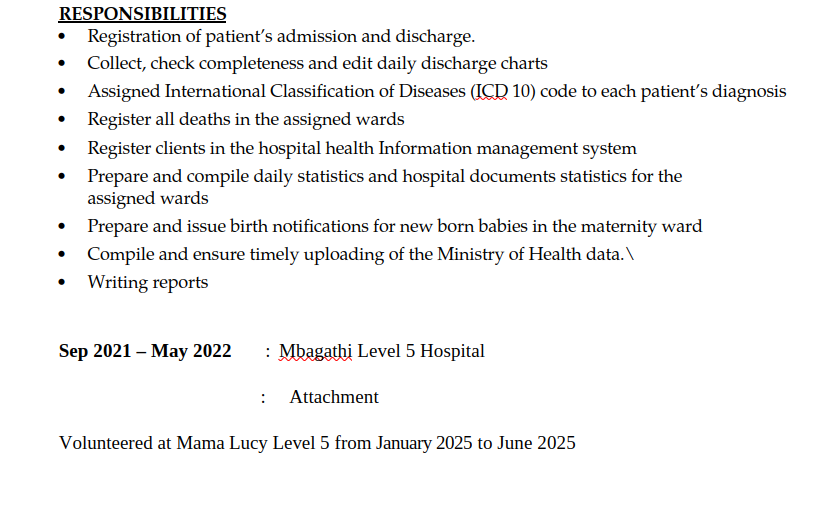 RESPONSIBILITIES
• Registration of patient’s admission and discharge.
• Collect, check completeness and edit daily discharge charts
• Assigned International Classification of Diseases (ICD 10) code to each patient’s diagnosis
• Register all deaths in the assigned wards
• Register clients in the hospital health Information management system
• Prepare and compile daily statistics and hospital documents statistics for the
assigned wards
• Prepare and issue birth notifications for new born babies in the maternity ward
• Compile and ensure timely uploading of the Ministry of Health data.\
• Writing reports
Sep 2021 – May 2022 : Mbagathi Level 5 Hospital
: Attachment
Volunteered at Mama Lucy Level 5 from January 2025 to June 2025